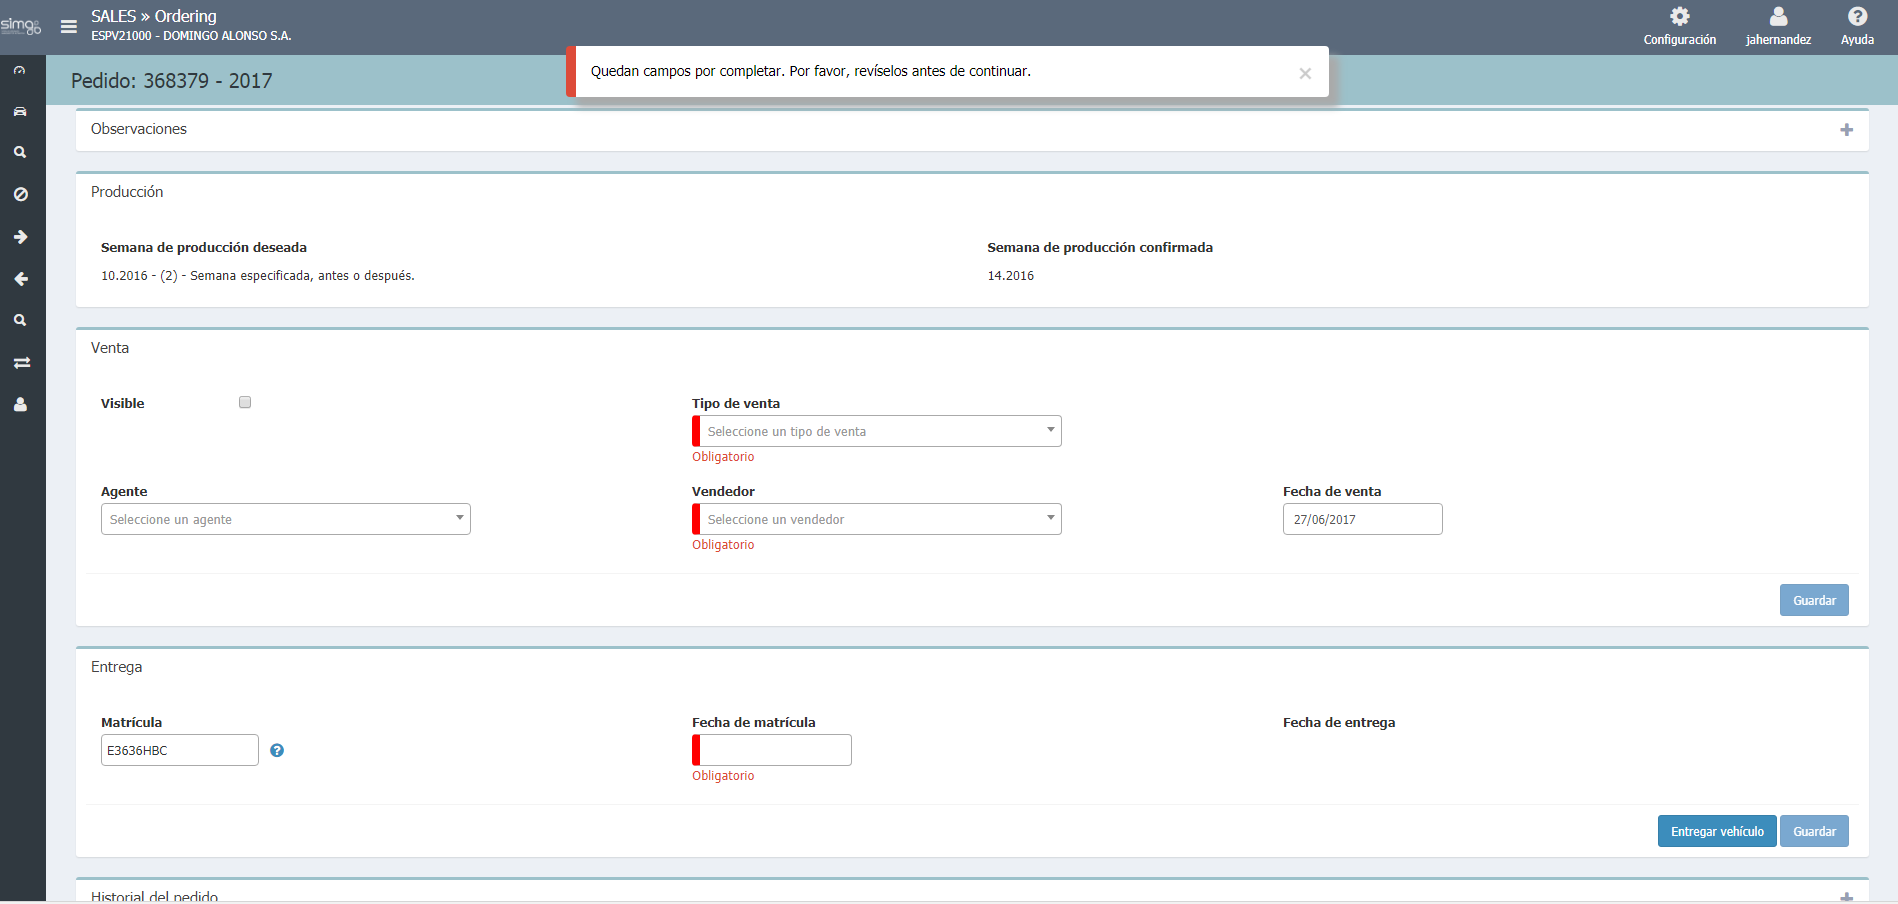 simo go
SALES » Ordering
ESPV21000 - DOMINGO ALONSO S.A.
Configuración
jahernandez
Ayuda
Pedido: 368379 - 2017
Quedan campos por completar. Por favor, revíselos antes de continuar.
Observaciones
Producción
Semana de producción deseada
Semana de producción confirmada
10.2016 - (2) - Semana especificada, antes o después.
14.2016
Venta
Visible
Tipo de venta
Seleccione un tipo de venta
Obligatorio
Agente
Vendedor
Fecha de venta
Seleccione un agente
Seleccione un vendedor
27/06/2017
Obligatorio
Guardar
Entrega
Matrícula
Fecha de matrícula
Fecha de entrega
E3636HBC
Obligatorio
Entregar vehículo
Guardar
Historial del pedido